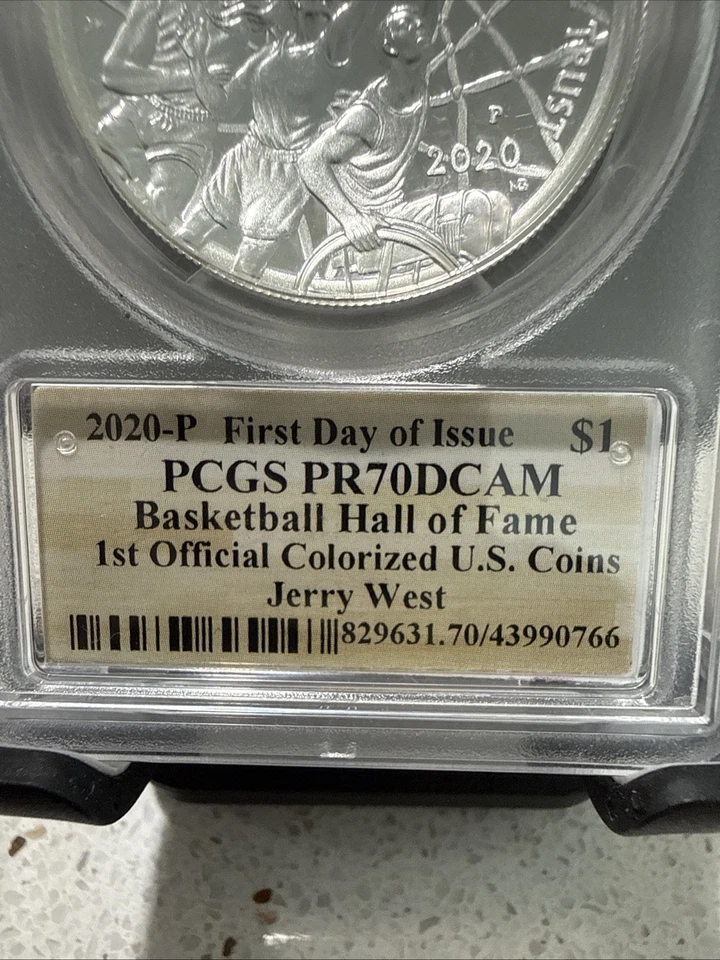 TRUST
P
2020
MG
2020-P First Day of Issue $1
PCGS PR70DCAM
Basketball Hall of Fame
1st Official Colorized U.S. Coins
Jerry West
829631.70/43990766